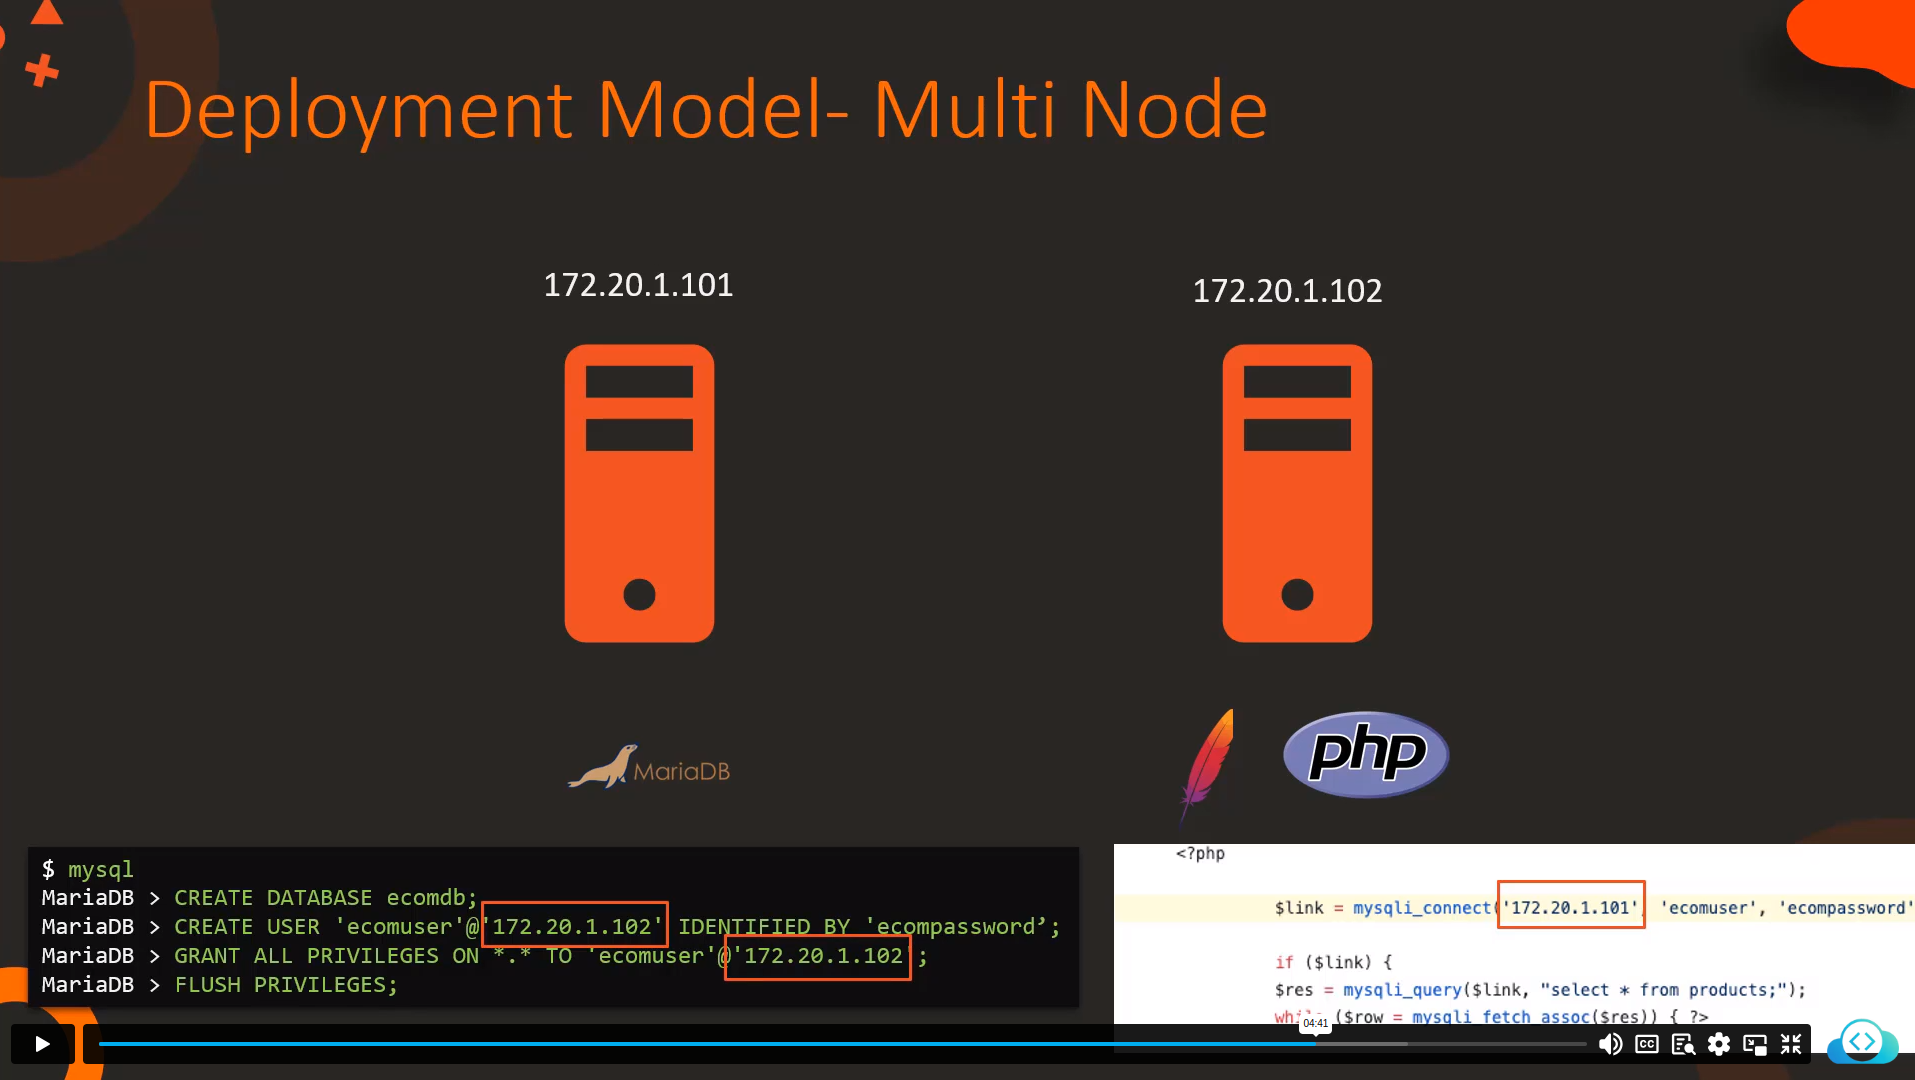 Deployment Model- Multi Node
172.20.1.101
172.20.1.102
MariaDB
php
$ mysql
MariaDB > CREATE DATABASE ecomdb;
MariaDB > CREATE USER 'ecomuser'@'172.20.1.102' IDENTIFIED BY 'ecompassword’;
MariaDB > GRANT ALL PRIVILEGES ON *.* TO 'ecomuser'@'172.20.1.102';
MariaDB > FLUSH PRIVILEGES;
<?php
$link = mysqli_connect('172.20.1.101', 'ecomuser', 'ecompassword'
if ($link) {
$res = mysqli_query($link, "select * from products;");
while ($row = mysqli_fetch_assoc($res)) { ?>
04:41
CC